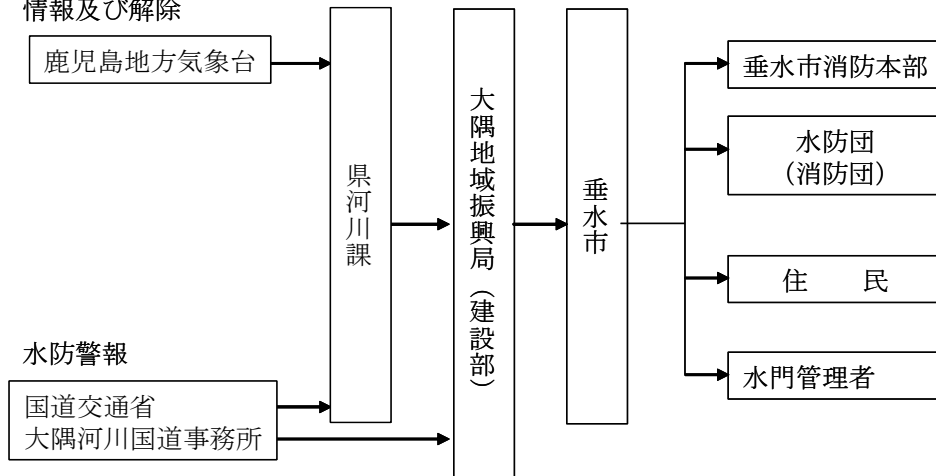 情報及び解除
鹿児島地方気象台
県河川課
大隅地域振興局（建設部）
垂水市
垂水市消防本部
水防団
（消防団）
住　　民
水門管理者
水防警報
国道交通省
大隅河川国道事務所